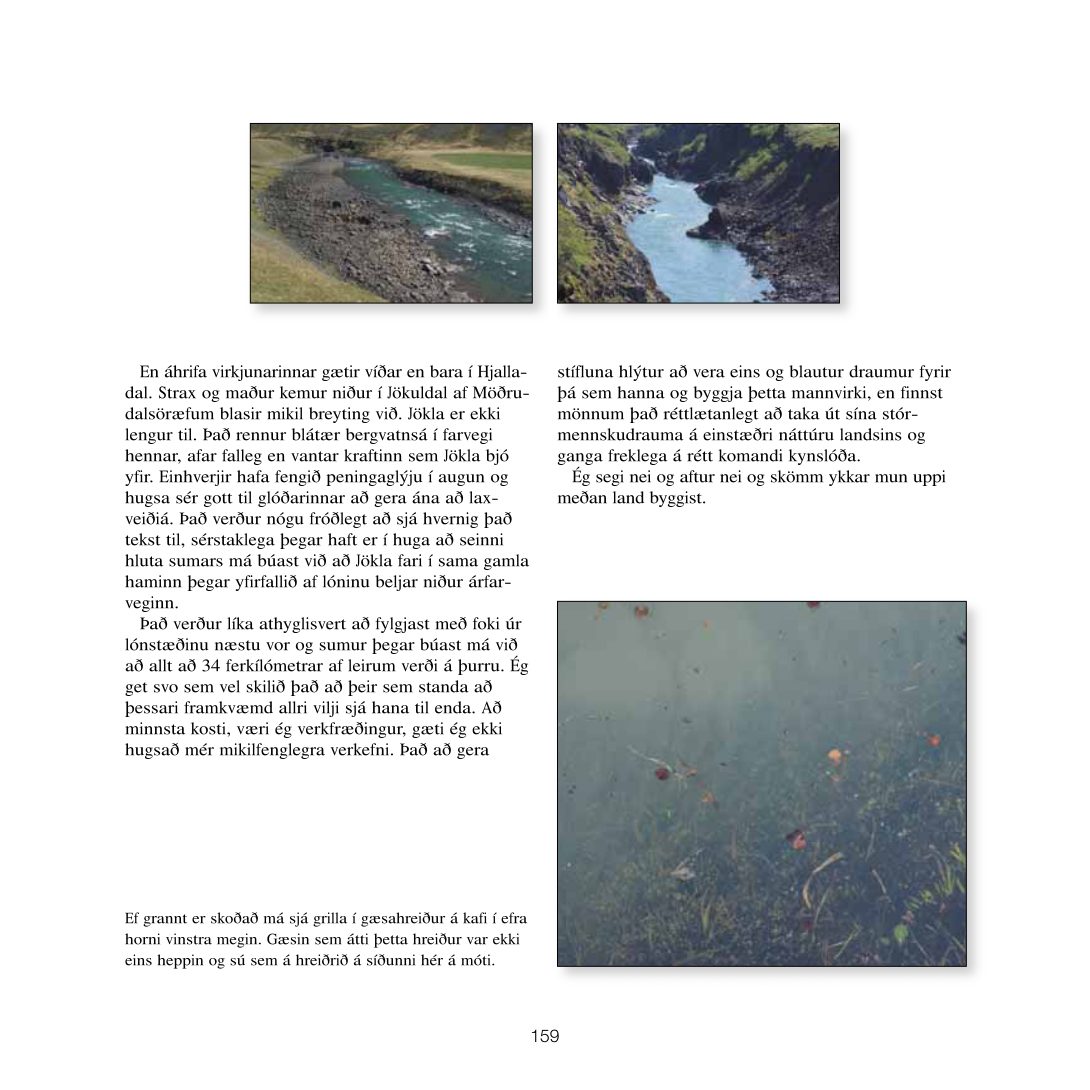 En áhrifa virkjunarinnar gætir víðar en bara í Hjalla-
dal. Strax og maður kemur niður í Jökuldal af Möðru-
dalsöræfum blasir mikil breyting við. Jökla er ekki
lengur til. Það rennur blátær bergvatnsá í farvegi
hennar, afar falleg en vantar kraftinn sem Jökla bjó
yfir. Einhverjir hafa fengið peningaglýju í augun og
hugsa sér gott til glóðarinnar að gera ána að lax-
veiðiá. Það verður nógu fróðlegt að sjá hvernig það
tekst til, sérstaklega þegar haft er í huga að seinni
hluta sumars má búast við að Jökla fari í sama gamla
haminn þegar yfirfallið af lóninu beljar niður árfar-
veginn.
Það verður líka athyglisvert að fylgjast með foki úr
lónstæðinu næstu vor og sumur þegar búast má við
að allt að 34 ferkílómetrar af leirum verði á þurru. Ég
get svo sem vel skilið það að þeir sem standa að
þessari framkvæmd allri vilji sjá hana til enda. Að
minnsta kosti, væri ég verkfræðingur, gæti ég ekki
hugsað mér mikilfenglegra verkefni. Það að gera
stífluna hlýtur að vera eins og blautur draumur fyrir
þá sem hanna og byggja þetta mannvirki, en finnst
mönnum það réttlætanlegt að taka út sína stór-
mennskudrauma á einstæðri náttúru landsins og
ganga freklega á rétt komandi kynslóða.
Ég segi nei og aftur nei og skömm ykkar mun uppi
meðan land byggist.
Ef grannt er skoðað má sjá grilla í gæsahreiður á kafi í efra
horni vinstra megin. Gæsin sem átti þetta hreiður var ekki
eins heppin og sú sem á hreiðrið á síðunni hér á móti.
159